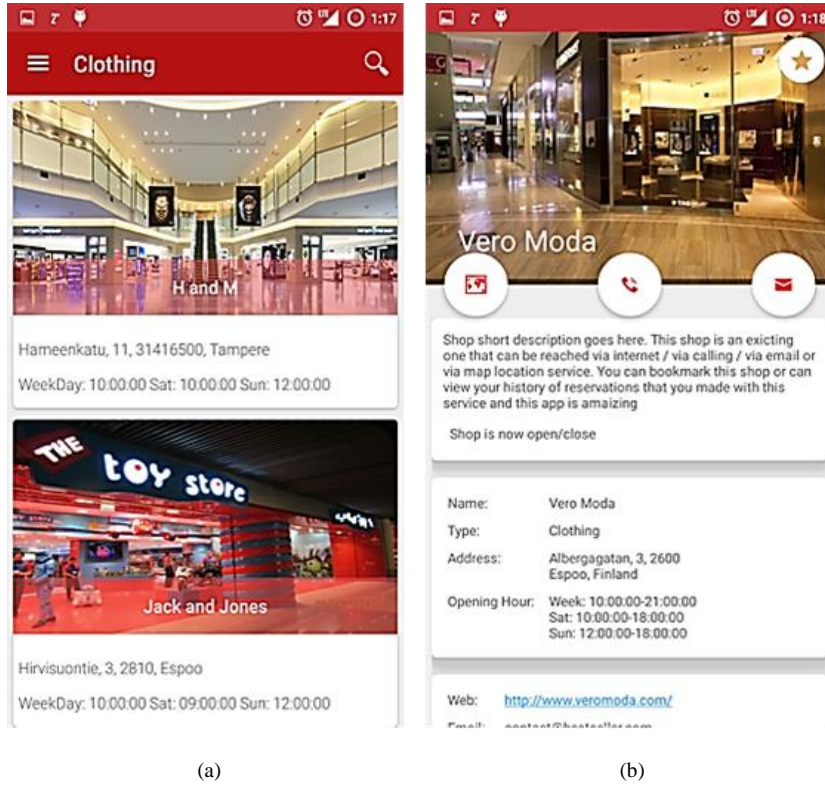 2° 1:17
Clothing
H and M
Hameenkatu, 11, 31416500, Tampere
WeekDay: 10:00:00 Sat: 10:00:00 Sun: 12:00:00
THE toy store
Jack and Jones
Hirvisuontie, 3, 2810, Espoo
WeekDay: 10:00:00 Sat: 09:00:00 Sun: 12:00:00
(a)
2° 1:18
Vero Moda
Shop short description goes here. This shop is an exicting
one that can be reached via internet / via calling / via email or
via map location service. You can bookmark this shop or can
view your history of reservations that you made with this
service and this app is amaizing
Shop is now open/close
Name: Vero Moda
Type: Clothing
Address: Albergagatan, 3, 2600
Espoo, Finland
Opening Hour: Week: 10:00:00-21:00:00
Sat: 10:00:00-18:00:00
Sun: 12:00:00-18:00:00
Web: http://www.veromoda.com/
(b)